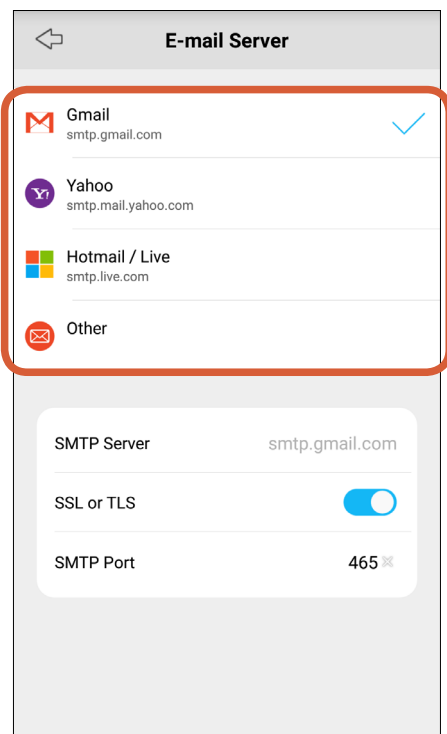 E-mail Server
Gmail
smtp.gmail.com
Yahoo
smtp.mail.yahoo.com
Hotmail / Live
smtp.live.com
Other
SMTP Server smtp.gmail.com
SSL or TLS
SMTP Port 465